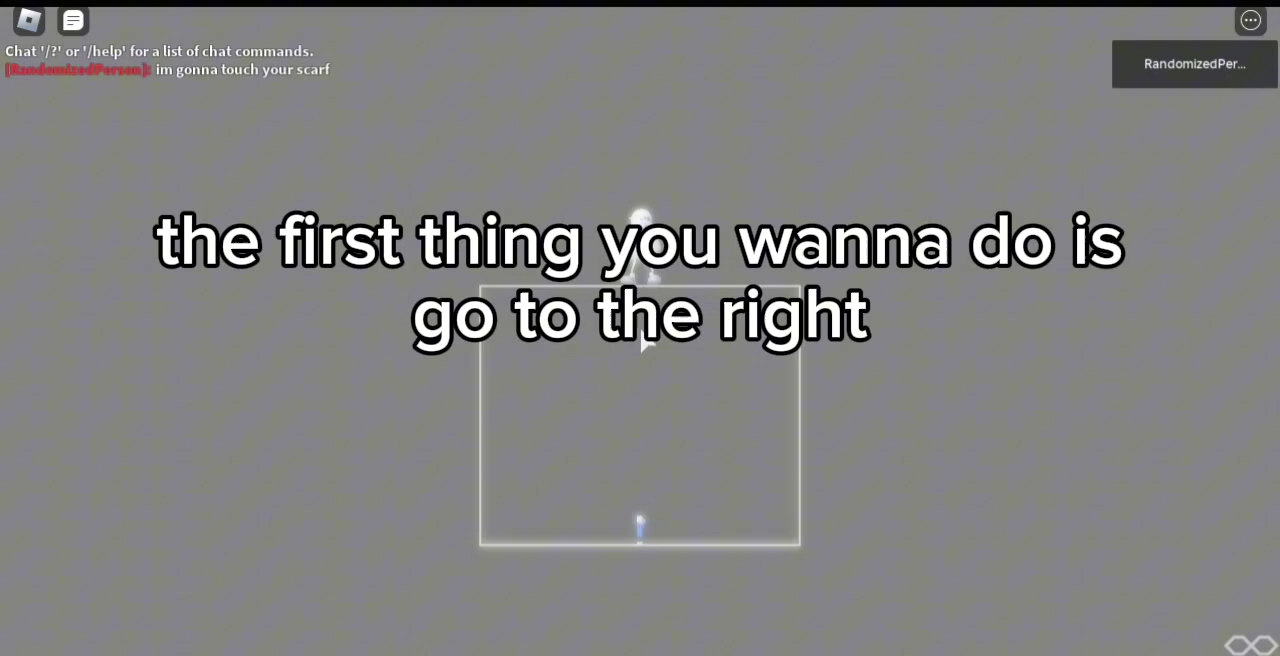 Chat '/?' or '/help' for a list of chat commands.
[RandomizedPerson]: im gonna touch your scarf
RandomizedPer...
the first thing you wanna do is
go to the right